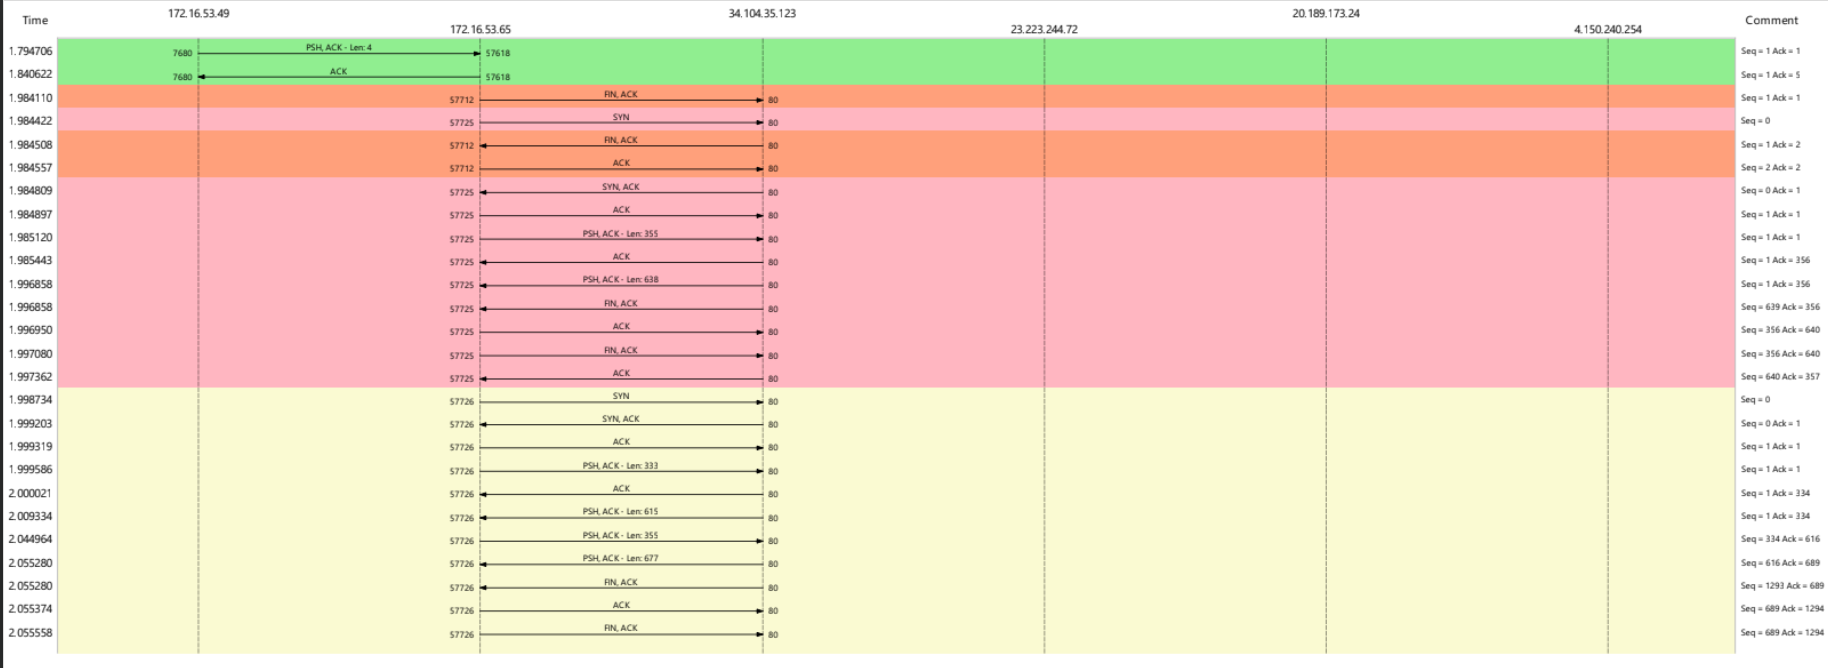 172.16.53.49 34.104.35.123 20.189.173.24
Time 172.16.53.65 23.223.244.72 4.150.240.254 Comment
1.794706 7680 PSH, ACK - Len: 4 57618 Seq = 1 Ack = 1
1.840622 7680 ACK 57618 Seq = 1 Ack = 5
1.984110 57712 FIN, ACK 80 Seq = 1 Ack = 1
1.984422 57725 SYN 80 Seq = 0
1.984508 57712 FIN, ACK 80 Seq = 1 Ack = 2
1.984557 57712 ACK 80 Seq = 2 Ack = 2
1.984809 57725 SYN, ACK 80 Seq = 0 Ack = 1
1.984897 57725 ACK 80 Seq = 1 Ack = 1
1.985120 57725 PSH, ACK - Len: 355 80 Seq = 1 Ack = 1
1.985443 57725 ACK 80 Seq = 1 Ack = 356
1.996858 57725 PSH, ACK - Len: 638 80 Seq = 1 Ack = 356
1.996858 57725 FIN, ACK 80 Seq = 639 Ack = 356
1.996950 57725 ACK 80 Seq = 356 Ack = 640
1.997080 57725 FIN, ACK 80 Seq = 356 Ack = 640
1.997362 57725 ACK 80 Seq = 640 Ack = 357
1.998734 57726 SYN 80 Seq = 0
1.999203 57726 SYN, ACK 80 Seq = 0 Ack = 1
1.999319 57726 ACK 80 Seq = 1 Ack = 1
1.999586 57726 PSH, ACK - Len: 333 80 Seq = 1 Ack = 1
2.000021 57726 ACK 80 Seq = 1 Ack = 334
2.009334 57726 PSH, ACK - Len: 615 80 Seq = 1 Ack = 334
2.044964 57726 PSH, ACK - Len: 355 80 Seq = 334 Ack = 616
2.055280 57726 PSH, ACK - Len: 677 80 Seq = 616 Ack = 689
2.055280 57726 FIN, ACK 80 Seq = 1293 Ack = 689
2.055374 57726 ACK 80 Seq = 689 Ack = 1294
2.055558 57726 FIN, ACK 80 Seq = 689 Ack = 1294